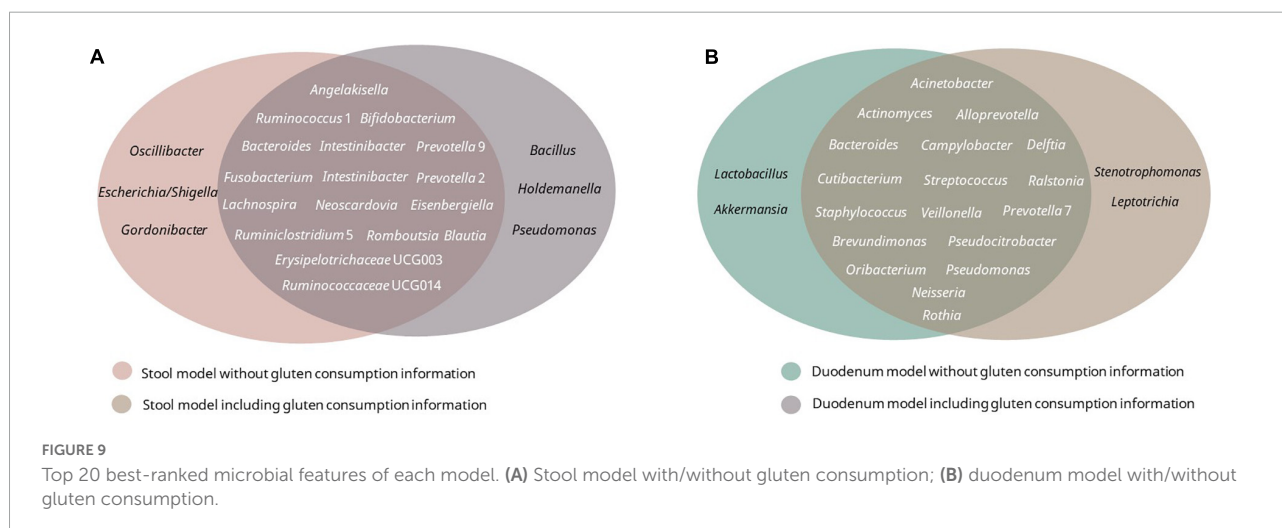 A
Angelakisella
Ruminococcus 1 Bifidobacterium
Bacteroides Intestinibacter Prevotella 9
Fusobacterium Intestinibacter Prevotella 2
Lachnospira Neoscardovia Eisenbergiella
Ruminiclostridium 5 Romboutsia Blautia
Erysipelotrichaceae UCG003
Ruminococcaceae UCG014
Oscillibacter
Escherichia/Shigella
Gordonibacter
Bacillus
Holdemanella
Pseudomonas
Stool model without gluten consumption information
Stool model including gluten consumption information
B
Acinetobacter
Actinomyces Alloprevotella
Bacteroides Campylobacter Delftia
Cutibacterium Streptococcus Ralstonia
Staphylococcus Veillonella Prevotella 7
Brevundimonas Pseudocitrobacter
Oribacterium Pseudomonas
Neisseria
Rothia
Lactobacillus
Akkermansia
Stenotrophomonas
Leptotrichia
Duodenum model without gluten consumption information
Duodenum model including gluten consumption information
FIGURE 9
Top 20 best-ranked microbial features of each model. (A) Stool model with/without gluten consumption; (B) duodenum model with/without
gluten consumption.